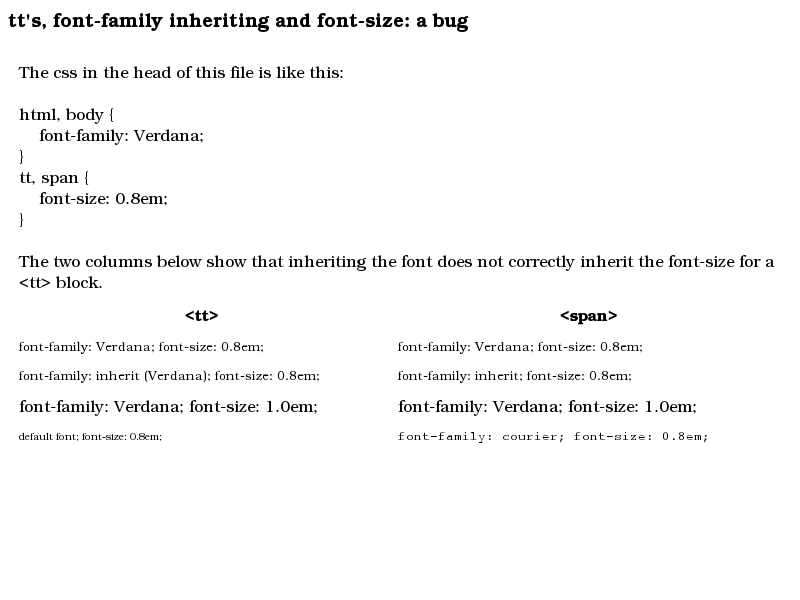 tt's, font-family inheriting and font-size: a bug
The css in the head of this file is like this:
html, body {
font-family: Verdana;
}
tt, span {
font-size: 0.8em;
}
The two columns below show that inheriting the font does not correctly inherit the font-size for a
<tt> block.
<tt> <span>
font-family: Verdana; font-size: 0.8em; font-family: Verdana; font-size: 0.8em;
font-family: inherit (Verdana); font-size: 0.8em; font-family: inherit; font-size: 0.8em;
font-family: Verdana; font-size: 1.0em; font-family: Verdana; font-size: 1.0em;
default font; font-size: 0.8em; font-family: courier; font-size: 0.8em;